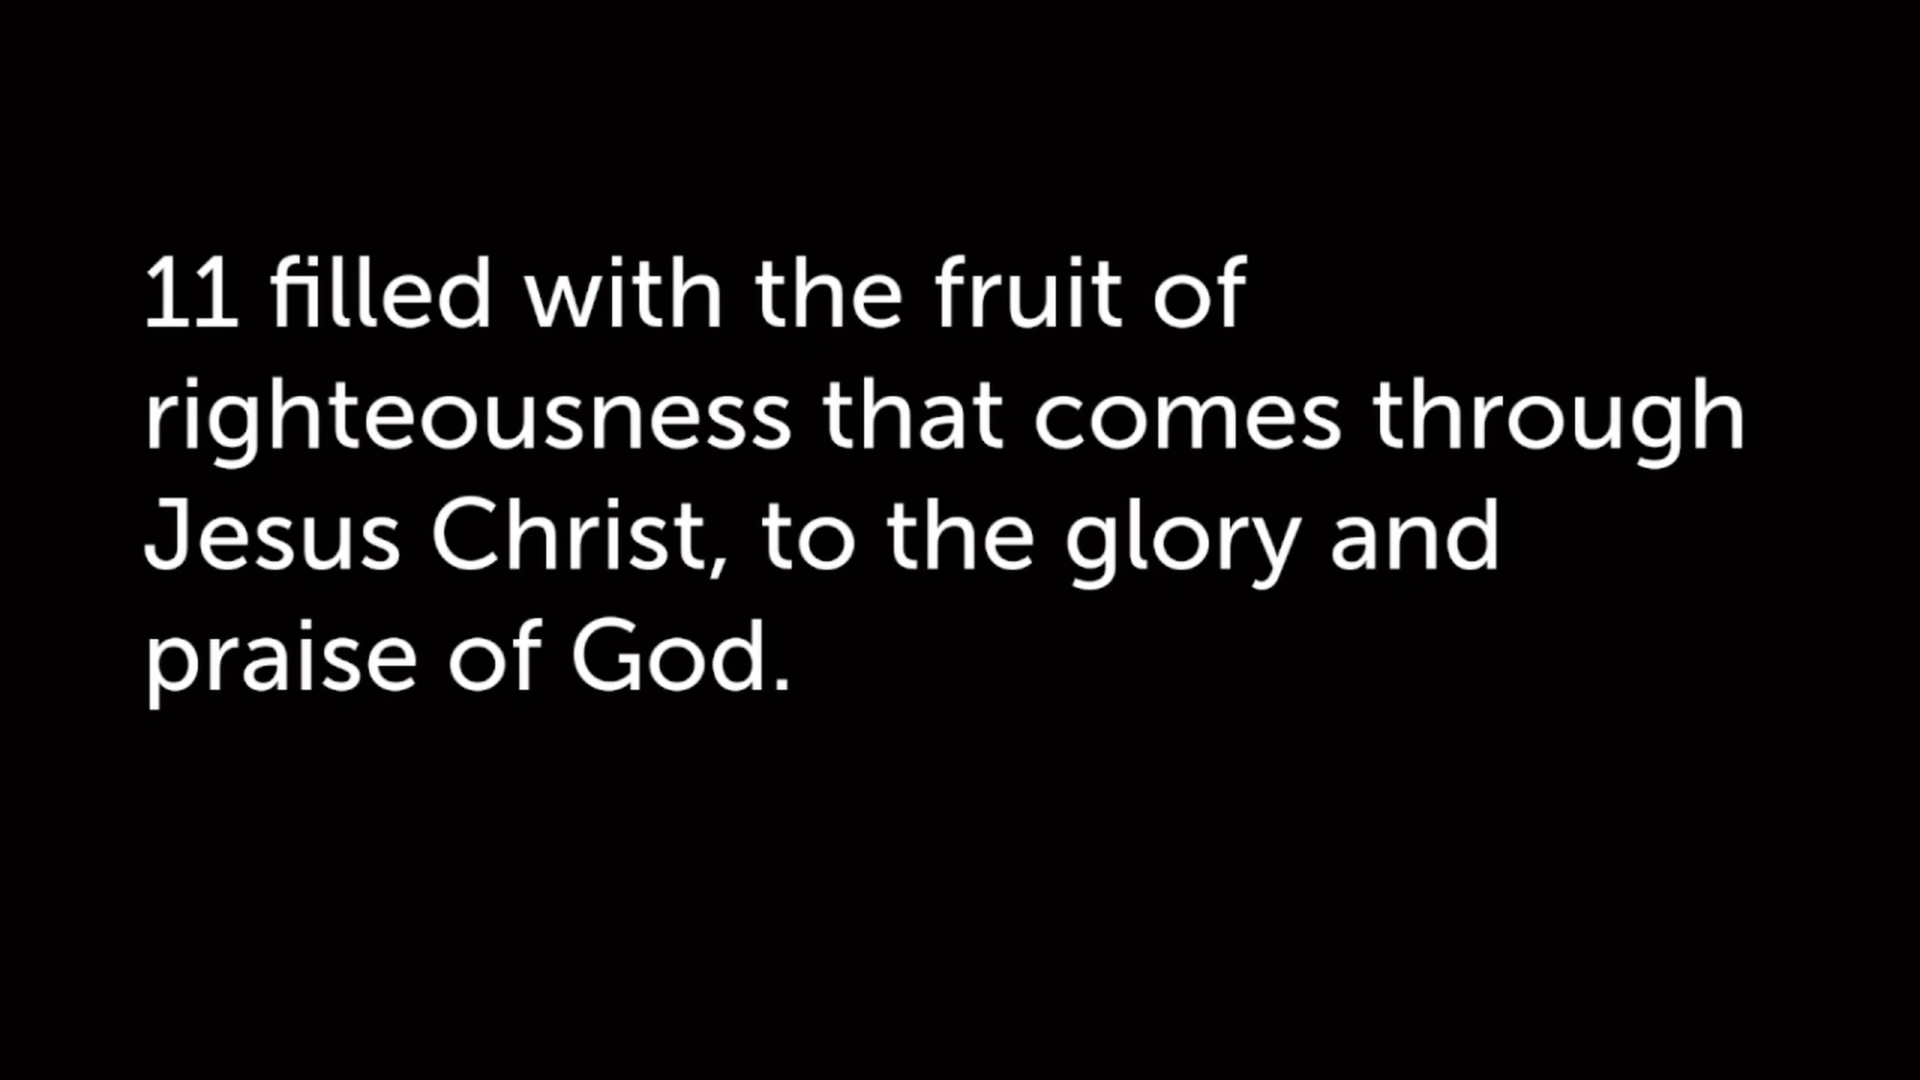 11 filled with the fruit of
righteousness that comes through
Jesus Christ, to the glory and
praise of God.